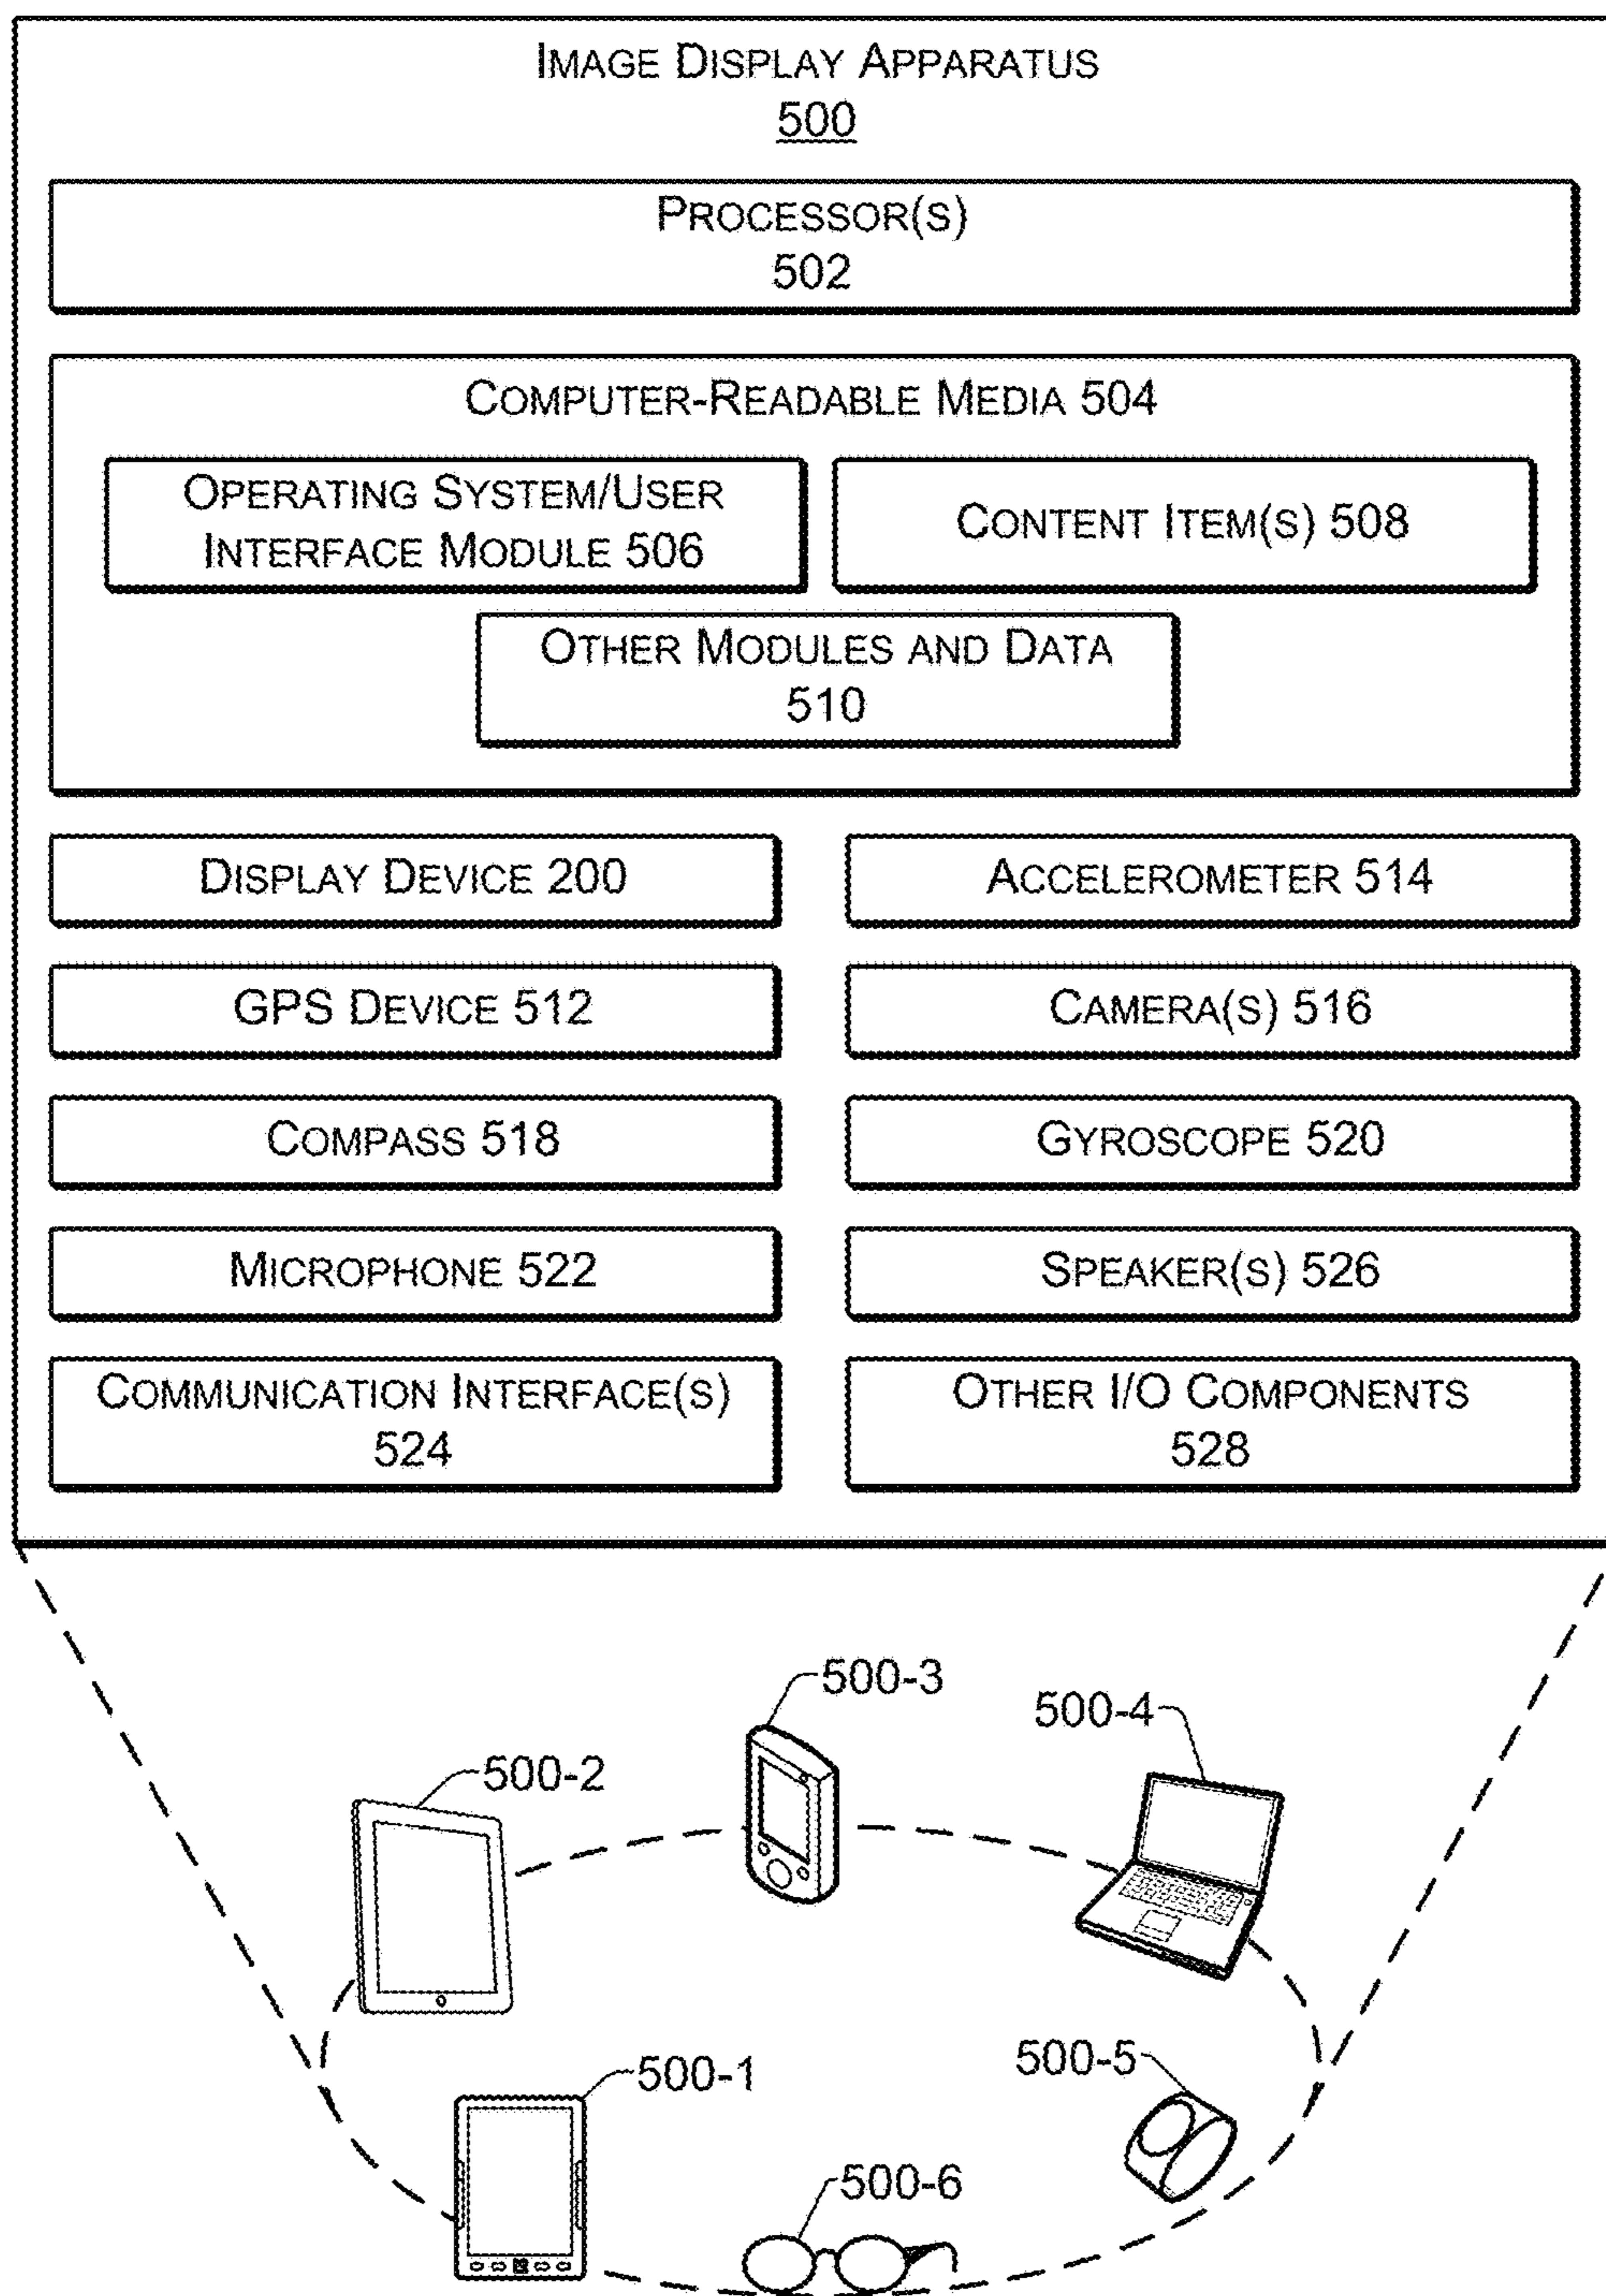 IMAGE DISPLAY APPARATUS
500
PROCESSOR(S)
502
COMPUTER-READABLE MEDIA 504
OPERATING SYSTEM/USER
INTERFACE MODULE 506
CONTENT ITEM(S) 508
OTHER MODULES AND DATA
510
DISPLAY DEVICE 200
ACCELEROMETER 514
GPS DEVICE 512
CAMERA(S) 516
COMPASS 518
GYROSCOPE 520
MICROPHONE 522
SPEAKER(S) 526
COMMUNICATION INTERFACE(S)
524
OTHER I/O COMPONENTS
528
500-3
500-4
500-2
500-5
500-1
500-6